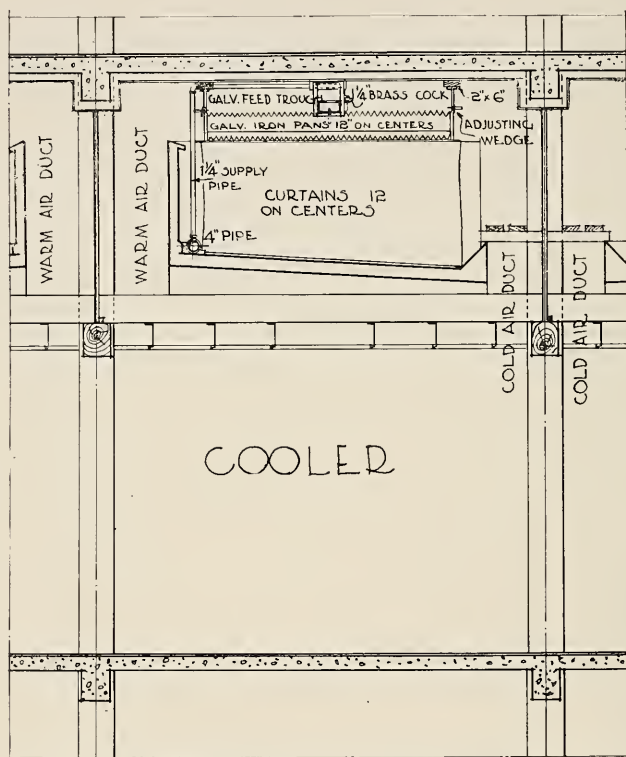 GALV. FEED TROUG
1/4" BRASS COCK
2"x6"
GALV. IRON PANS 12" ON CENTERS
ADJUSTING
WEDGE
1 1/4" SUPPLY
PIPE
CURTAINS 12
ON CENTERS
4" PIPE
WARM AIR DUCT
WARM AIR DUCT
COLD AIR DUCT
COLD AIR DUCT
COOLER